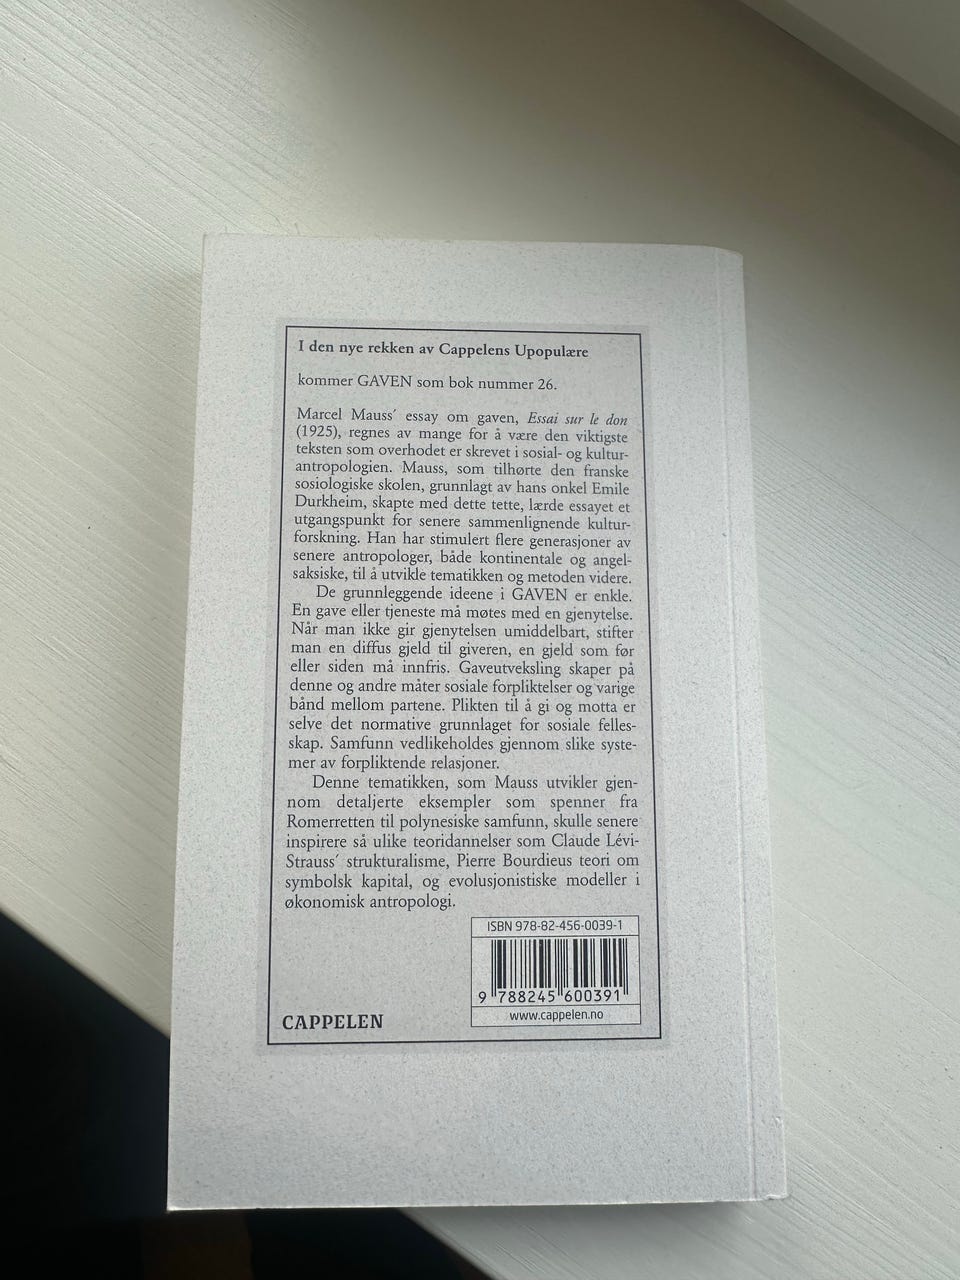 I den nye rekken av Cappelens Upopulære
kommer GAVEN som bok nummer 26.
Marcel Mauss´ essay om gaven, Essai sur le don
(1925), regnes av mange for å være den viktigste
teksten som overhodet er skrevet i sosial- og kultur-
antropologien. Mauss, som tilhørte den franske
sosiologiske skolen, grunnlagt av hans onkel Emile
Durkheim, skapte med dette tette, lærde essayet et
utgangspunkt for senere sammenlignende kultur-
forskning. Han har stimulert flere generasjoner av
senere antropologer, både kontinentale og angel-
saksiske, til å utvikle tematikken og metoden videre.
De grunnleggende ideene i GAVEN er enkle.
En gave eller tjeneste må møtes med en gjenytelse.
Når man ikke gir gjenytelsen umiddelbart, stifter
man en diffus gjeld til giveren, en gjeld som før
eller siden må innfris. Gaveutveksling skaper på
denne og andre måter sosiale forpliktelser og varige
bånd mellom partene. Plikten til å gi og motta er
selve det normative grunnlaget for sosiale felles-
skap. Samfunn vedlikeholdes gjennom slike syste-
mer av forpliktende relasjoner.
Denne tematikken, som Mauss utvikler gjen-
nom detaljerte eksempler som spenner fra
Romerretten til polynesiske samfunn, skulle senere
inspirere så ulike teoridannelser som Claude Lévi-
Strauss´ strukturalisme, Pierre Bourdieus teori om
symbolsk kapital, og evolusjonistiske modeller i
økonomisk antropologi.
ISBN 978-82-456-0039-1
9 788245 600391
www.cappelen.no
CAPPELEN